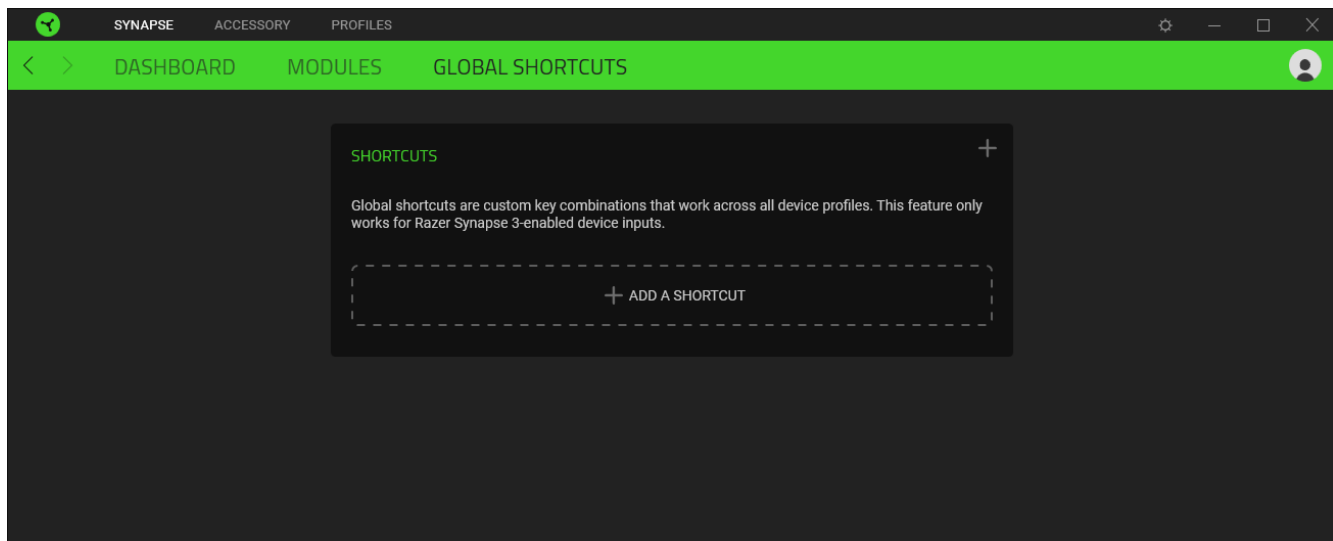 SYNAPSE ACCESSORY PROFILES
DASHBOARD MODULES GLOBAL SHORTCUTS
SHORTCUTS
Global shortcuts are custom key combinations that work across all device profiles. This feature only
works for Razer Synapse 3-enabled device inputs.
ADD A SHORTCUT